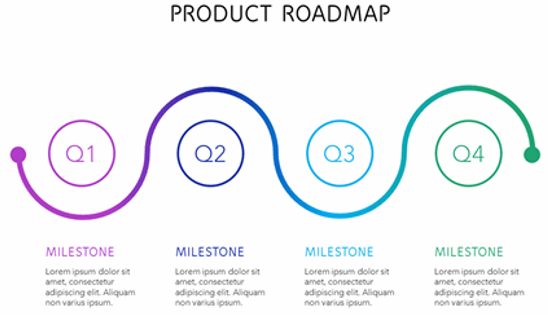 PRODUCT ROADMAP
Q1
Q2
Q3
Q4
MILESTONE
Lorem ipsum dolor sit
amet, consectetur
adipiscing elit. Aliquam
non varius ipsum.
MILESTONE
Lorem ipsum dolor sit
amet, consectetur
adipiscing elit. Aliquam
non varius ipsum.
MILESTONE
Lorem ipsum dolor sit
amet, consectetur
adipiscing elit. Aliquam
non varius ipsum.
MILESTONE
Lorem ipsum dolor sit
amet, consectetur
adipiscing elit. Aliquam
non varius ipsum.